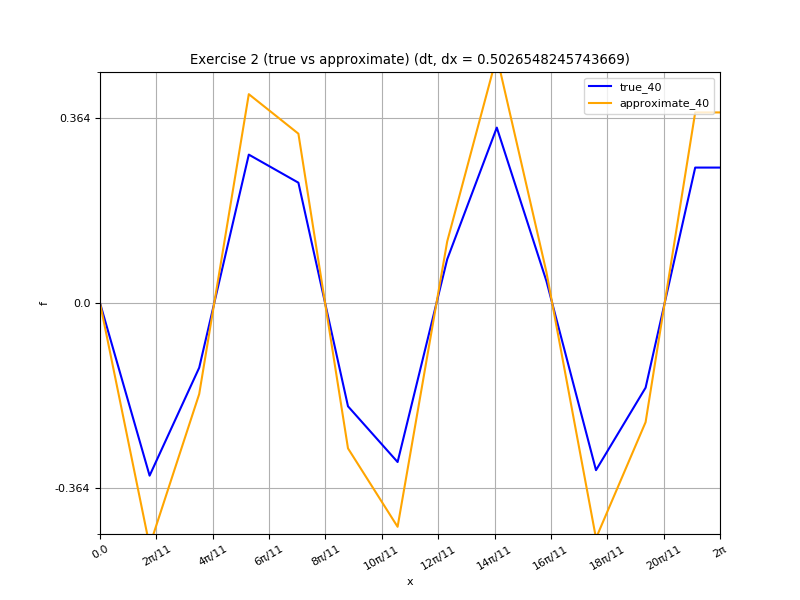 Exercise 2 (true vs approximate) (dt, dx = 0.5026548245743669)
true_40
approximate_40
0.364
f
0.0
-0.364
0.0
2π/11
4π/11
6π/11
8π/11
10π/11
12π/11
14π/11
16π/11
18π/11
20π/11
2π
x